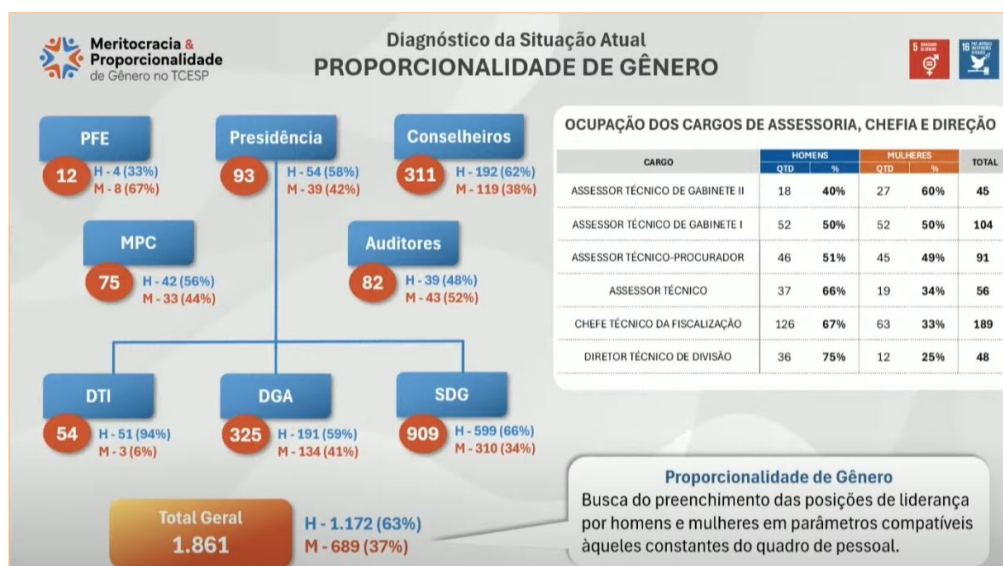 Meritocracia &
Proporcionalidade
de Gênero no TCESP
Diagnóstico da Situação Atual
PROPORCIONALIDADE DE GÊNERO
5
16
PFE
12
H - 4 (33%)
M - 8 (67%)
Presidência
93
H - 54 (58%)
M - 39 (42%)
Conselheiros
311
H - 192 (62%)
M - 119 (38%)
MPC
75
H - 42 (56%)
M - 33 (44%)
Auditores
82
H - 39 (48%)
M - 43 (52%)
DTI
54
H - 51 (94%)
M - 3 (6%)
DGA
325
H - 191 (59%)
M - 134 (41%)
SDG
909
H - 599 (66%)
M - 310 (34%)
Total Geral
1.861
H - 1.172 (63%)
M - 689 (37%)
OCUPAÇÃO DOS CARGOS DE ASSESSORIA, CHEFIA E DIREÇÃO
CARGO HOMENS MULHERES TOTAL
QTD % QTD %
ASSESSOR TÉCNICO DE GABINETE II 18 40% 27 60% 45
ASSESSOR TÉCNICO DE GABINETE I 52 50% 52 50% 104
ASSESSOR TÉCNICO-PROCURADOR 46 51% 45 49% 91
ASSESSOR TÉCNICO 37 66% 19 34% 56
CHEFE TÉCNICO DA FISCALIZAÇÃO 126 67% 63 33% 189
DIRETOR TÉCNICO DE DIVISÃO 36 75% 12 25% 48
Proporcionalidade de Gênero
Busca do preenchimento das posições de liderança
por homens e mulheres em parâmetros compatíveis
àqueles constantes do quadro de pessoal.